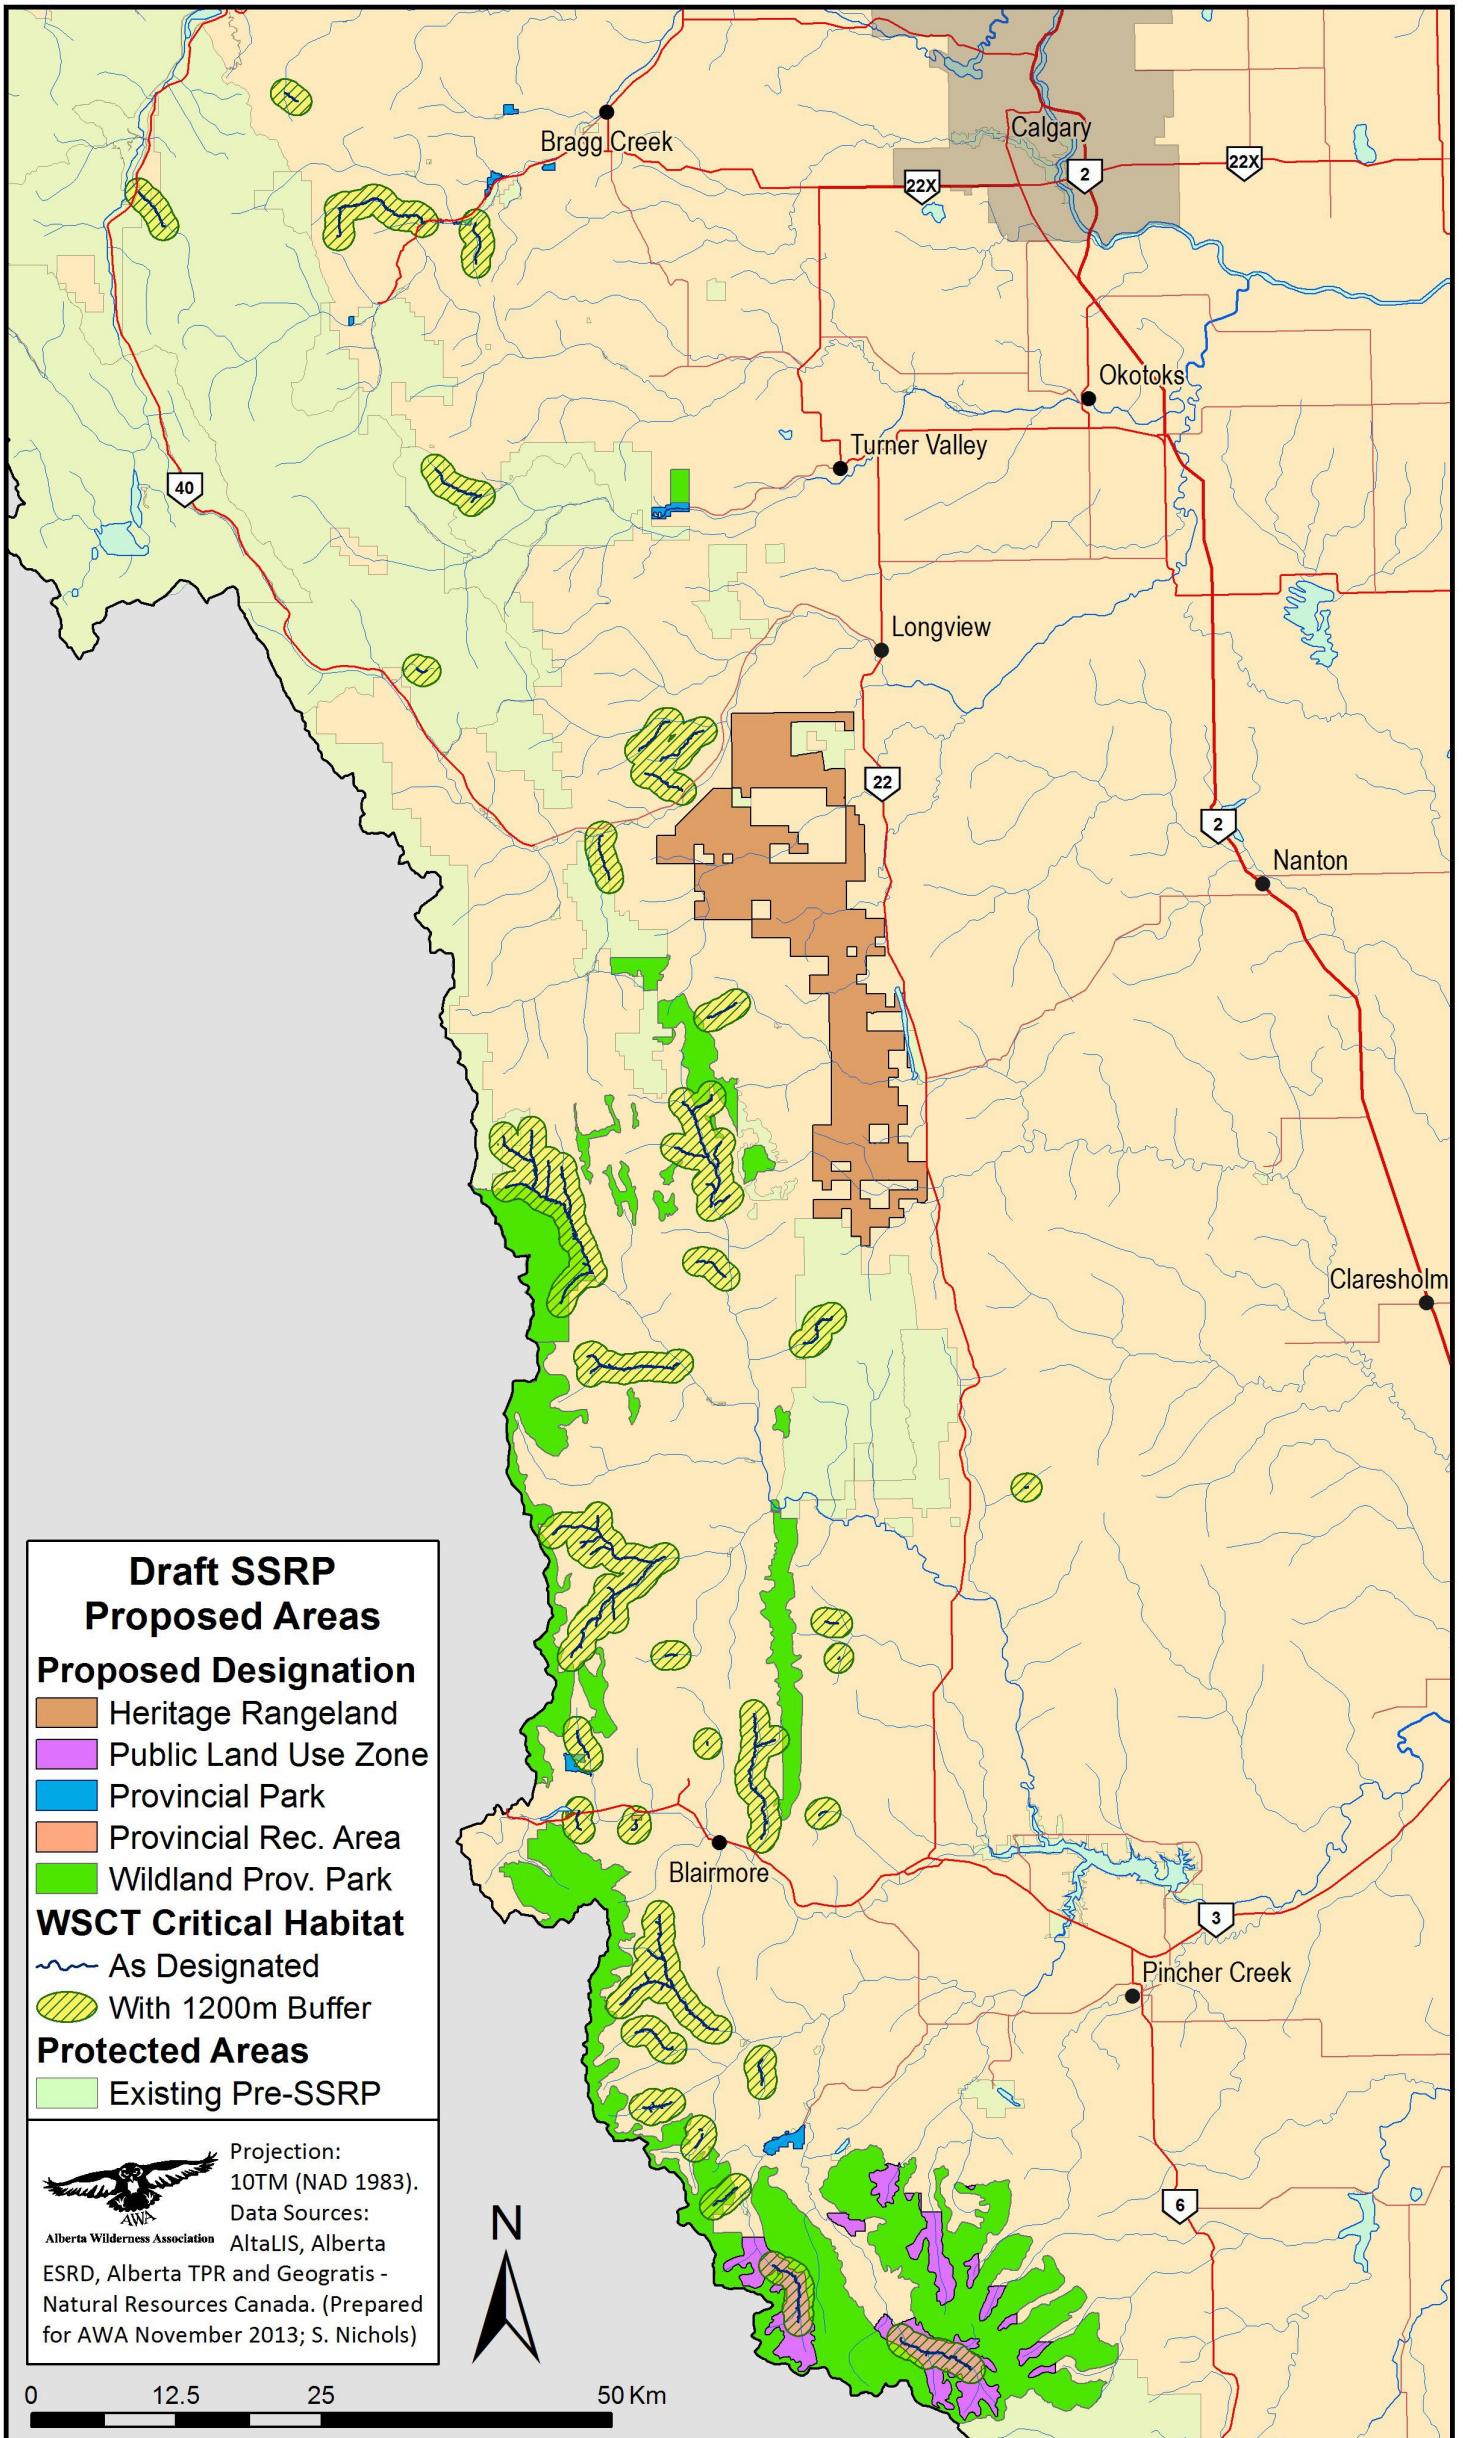 Bragg Creek
Calgary
2
22X
22X
Okotoks
Turner Valley
40
Longview
22
2
Nanton
Claresholm
Blairmore
3
Pincher Creek
6
Draft SSRP
Proposed Areas
Proposed Designation
Heritage Rangeland
Public Land Use Zone
Provincial Park
Provincial Rec. Area
Wildland Prov. Park
WSCT Critical Habitat
As Designated
With 1200m Buffer
Protected Areas
Existing Pre-SSRP
AWA
Alberta Wilderness Association
Projection:
10TM (NAD 1983).
Data Sources:
AltaLIS, Alberta
ESRD, Alberta TPR and Geogratis -
Natural Resources Canada. (Prepared
for AWA November 2013; S. Nichols)
N
0 12.5 25 50 Km